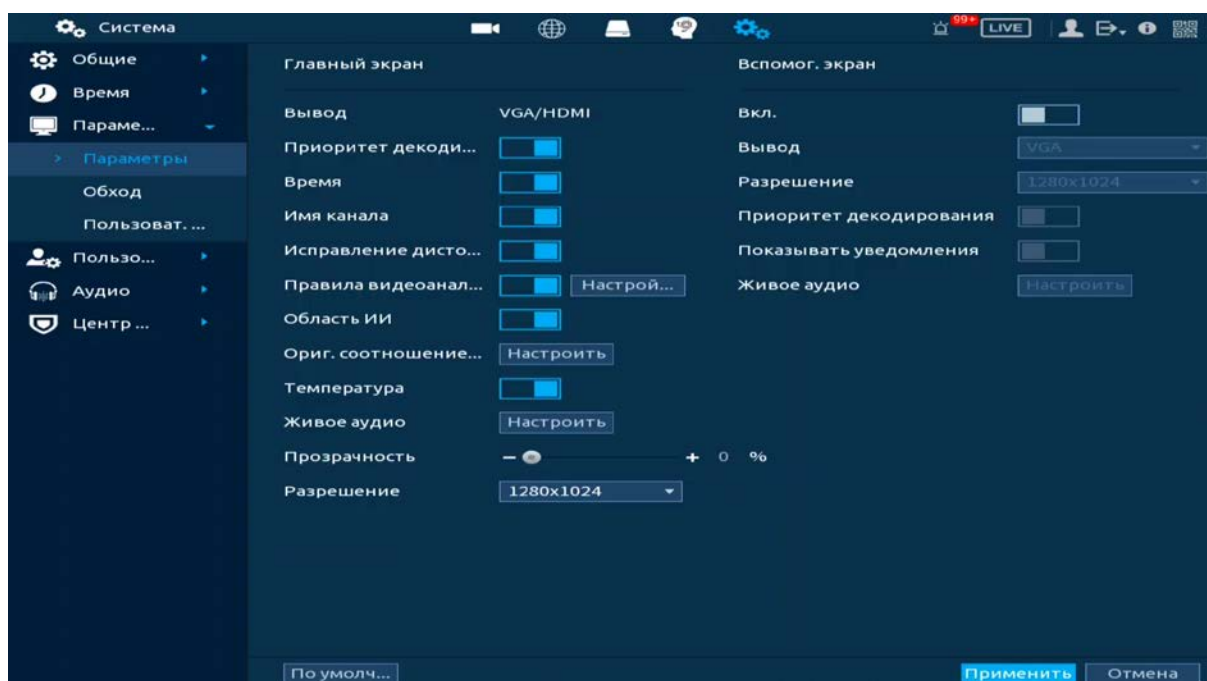 Система
99+
LIVE
Общие
Время
Параме...
Параметры
Обход
Пользоват. ...
Пользо...
Аудио
Центр ...
Главный экран
Вывод VGA/HDMI
Приоритет декоди...
Время
Имя канала
Исправление дисто...
Правила видеоанал... Настрой...
Область ИИ
Ориг. соотношение... Настроить
Температура
Живое аудио Настроить
Прозрачность − + 0 %
Разрешение 1280x1024
Вспомог. экран
Вкл.
Вывод VGA
Разрешение 1280x1024
Приоритет декодирования
Показывать уведомления
Живое аудио Настроить
По умолч...
Применить Отмена